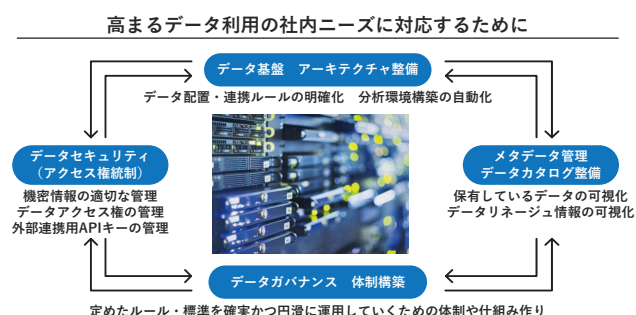 高まるデータ利用の社内ニーズに対応するために
データ基盤　アーキテクチャ整備
データ配置・連携ルールの明確化　分析環境構築の自動化
データセキュリティ
（アクセス権統制）
機密情報の適切な管理
データアクセス権の管理
外部連携用APIキーの管理
メタデータ管理
データカタログ整備
保有しているデータの可視化
データリネージュ情報の可視化
データガバナンス　体制構築
定めたルール・標準を確実かつ円滑に運用していくための体制や仕組み作り